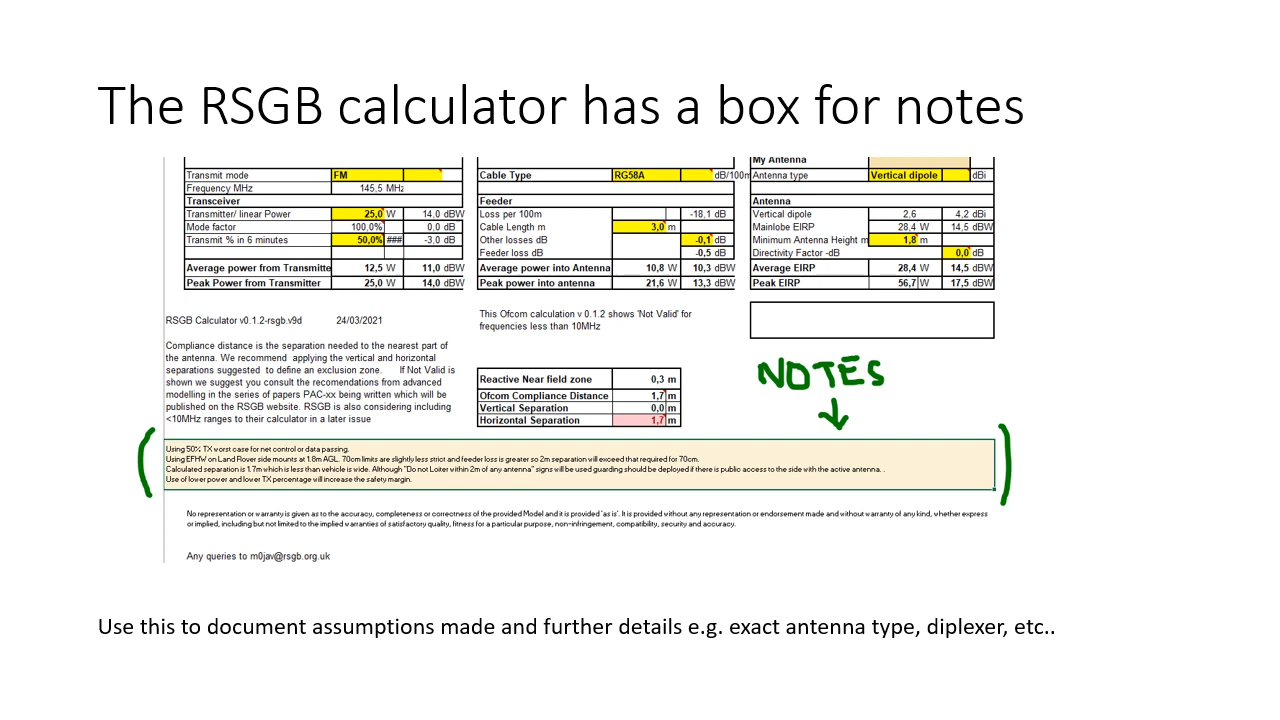 The RSGB calculator has a box for notes
My Antenna
Transmit mode FM
Cable Type RG58A dB/100m
Antenna type Vertical dipole dBi
Frequency MHz 145,5 MHz
Transceiver
Feeder
Antenna
Transmitter/ linear Power 25,0 W 14,0 dBW
Loss per 100m -18,1 dB
Vertical dipole 2,6 4,2 dBi
Mode factor 100,0% 0,0 dB
Cable Length m 3,0 m
Mainlobe EIRP 28,4 W 14,5 dBW
Transmit % in 6 minutes 50,0% ### -3,0 dB
Other losses dB -0,1 dB
Minimum Antenna Height m 1,8 m
Feeder loss dB -0,5 dB
Directivity Factor -dB 0,0 dB
Average power from Transmitte 12,5 W 11,0 dBW
Average power into Antenna 10,8 W 10,3 dBW
Average EIRP 28,4 W 14,5 dBW
Peak Power from Transmitter 25,0 W 14,0 dBW
Peak power into antenna 21,6 W 13,3 dBW
Peak EIRP 56,7 W 17,5 dBW
RSGB Calculator v0.1.2-rsgb.v9d 24/03/2021
This Ofcom calculation v 0.1.2 shows 'Not Valid' for
frequencies less than 10MHz
Compliance distance is the separation needed to the nearest part of
the antenna. We recommend applying the vertical and horizontal
separations suggested to define an exclusion zone. If Not Valid is
shown we suggest you consult the recomendations from advanced
modelling in the series of papers PAC-xx being written which will be
published on the RSGB website. RSGB is also considering including
<10MHz ranges to their calculator in a later issue
Reactive Near field zone 0,3 m
Ofcom Compliance Distance 1,7 m
Vertical Separation 0,0 m
Horizontal Separation 1,7 m
NOTES
Using 50% TX worst case for net control or data passing.
Using EFHW on Land Rover side mounts at 1.8m AGL. 70cm limits are slightly less strict and feeder loss is greater so 2m separation will exceed that required for 70cm.
Calculated separation is 1.7m which is less than vehicle is wide. Although "Do not Loiter within 2m of any antenna" signs will be used guarding should be deployed if there is public access to the side with the active antenna. .
Use of lower power and lower TX percentage will increase the safety margin.
No representation or warranty is given as to the accuracy, completeness or correctness of the provided Model and it is provided 'as is'. It is provided without any representation or endorsement made and without warranty of any kind, whether express
or implied, including but not limited to the implied warranties of satisfactory quality, fitness for a particular purpose, non-infringement, compatibility, security and accuracy.
Any queries to m0jav@rsgb.org.uk
Use this to document assumptions made and further details e.g. exact antenna type, diplexer, etc..